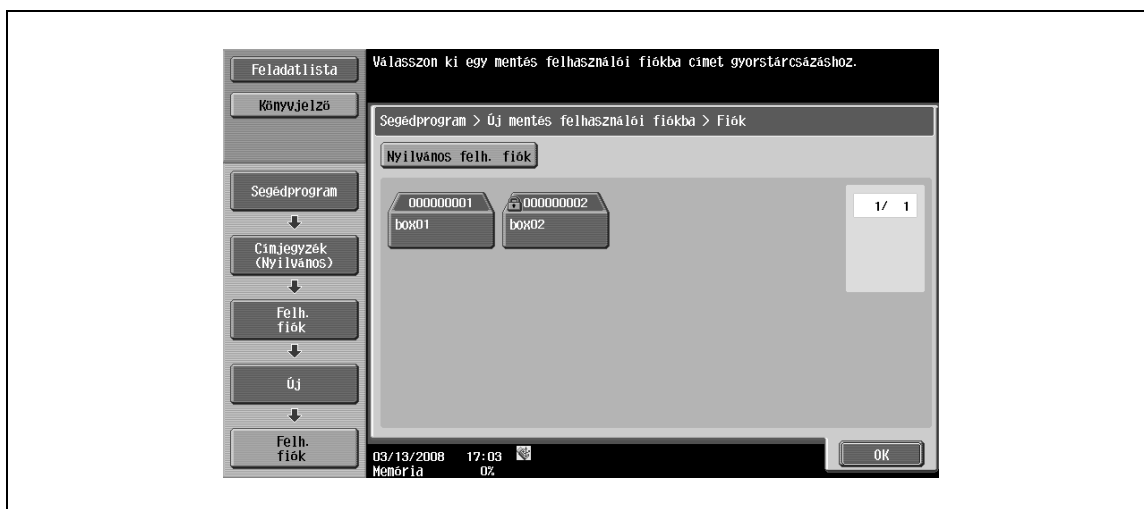 Feladatlista
Könyvjelző
Válasszon ki egy mentés felhasználói fiókba címet gyorstárcsázáshoz.
Segédprogram > Új mentés felhasználói fiókba > Fiók
Nyilvános felh. fiók
Segédprogram
Címjegyzék
(Nyilvános)
Felh.
fiók
Új
Felh.
fiók
000000001
box01
000000002
box02
1/ 1
03/13/2008 17:03
Memória 0%
OK